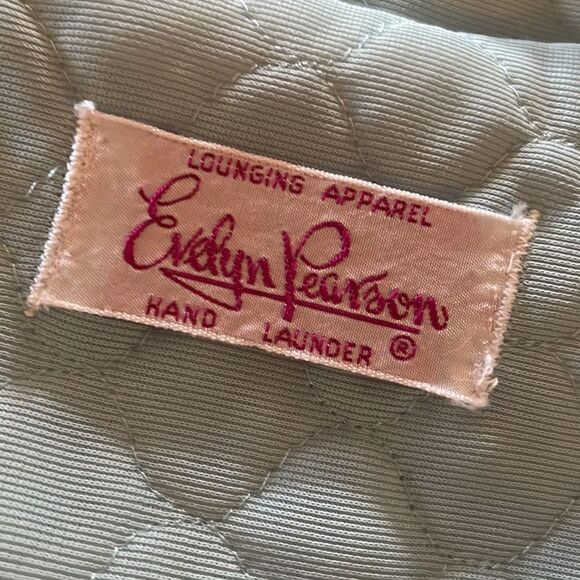 LOUNGING APPAREL
Evelyn Pearson
HAND LAUNDER ®